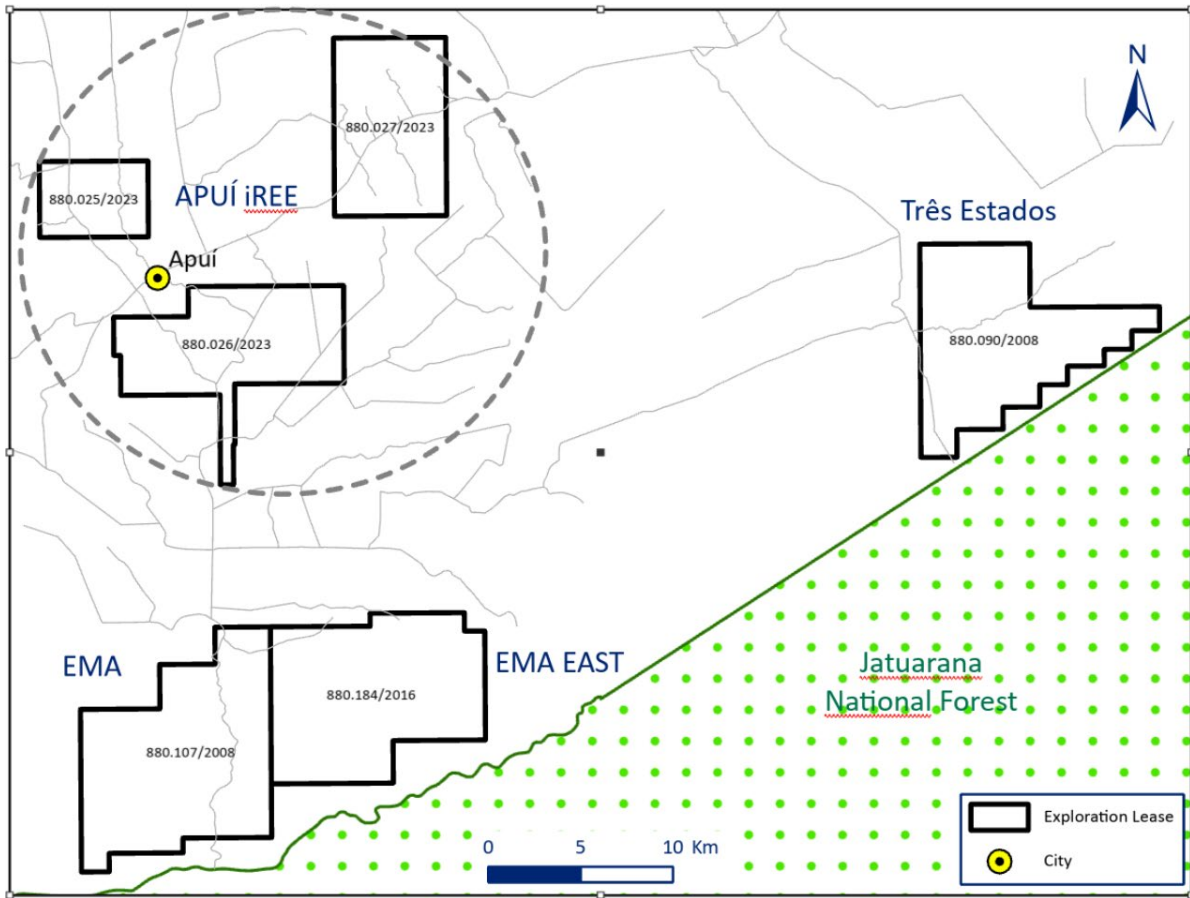 N
880.027/2023
880.025/2023
APUÍ iREE
Três Estados
Apuí
880.026/2023
880.090/2008
EMA
EMA EAST
880.184/2016
880.107/2008
Jatuarana
National Forest
0 5 10 Km
Exploration Lease
City